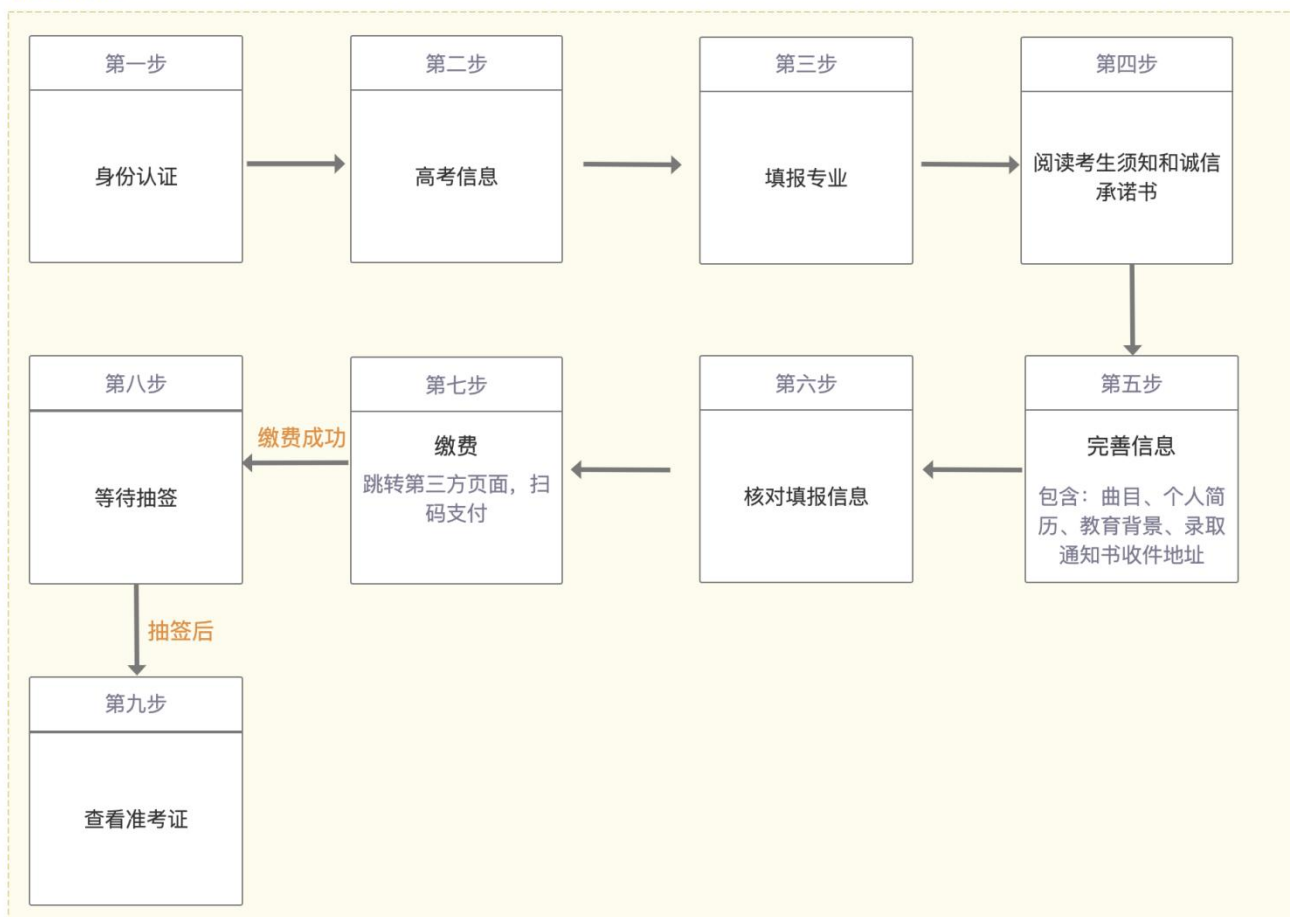 第一步
身份认证
第二步
高考信息
第三步
填报专业
第四步
阅读考生须知和诚信
承诺书
第五步
完善信息
包含：曲目、个人简
历、教育背景、录取
通知书收件地址
第六步
核对填报信息
第七步
缴费
跳转第三方页面，扫
码支付
缴费成功
第八步
等待抽签
抽签后
第九步
查看准考证